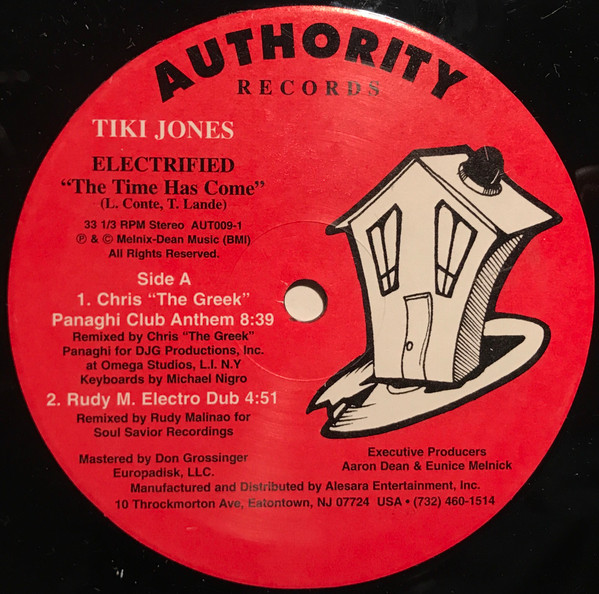 AUTHORITY
RECORDS
TIKI JONES
ELECTRIFIED
"The Time Has Come"
(L. Conte, T. Lande)
33 1/3 RPM Stereo AUT009-1
℗ & © Melnix-Dean Music (BMI)
All Rights Reserved.
Side A
1. Chris "The Greek"
Panaghi Club Anthem 8:39
Remixed by Chris "The Greek"
Panaghi for DJG Productions, Inc.
at Omega Studios, L.I. N.Y
Keyboards by Michael Nigro
2. Rudy M. Electro Dub 4:51
Remixed by Rudy Malinao for
Soul Savior Recordings
Mastered by Don Grossinger
Europadisk, LLC.
Executive Producers
Aaron Dean & Eunice Melnick
Manufactured and Distributed by Alesara Entertainment, Inc.
10 Throckmorton Ave, Eatontown, NJ 07724 USA • (732) 460-1514